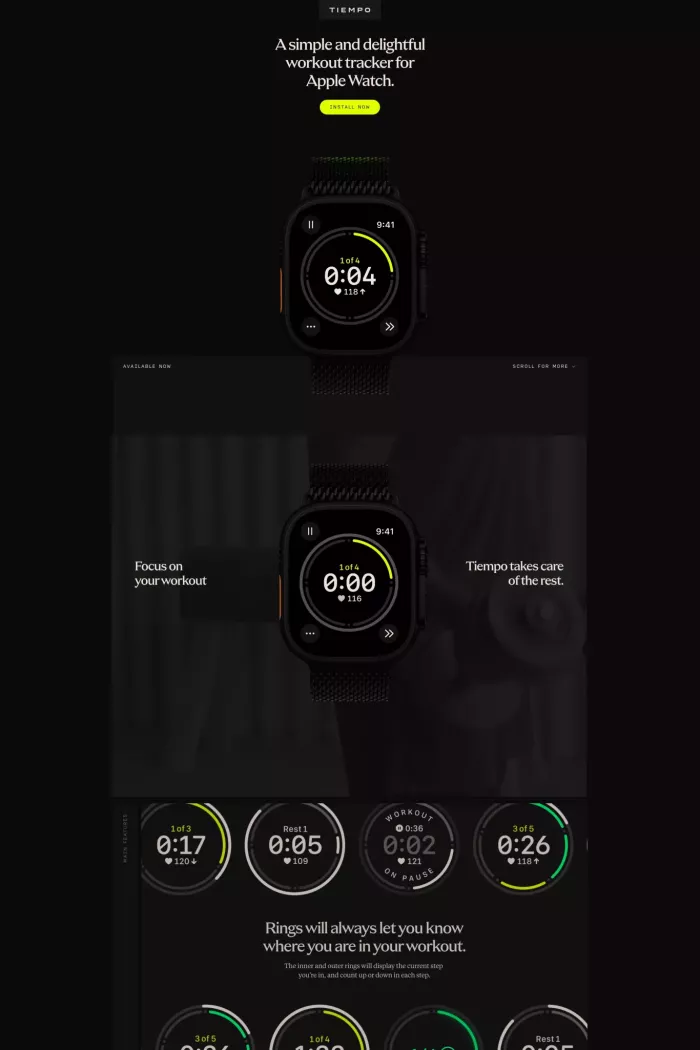 TIEMPO
A simple and delightful
workout tracker for
Apple Watch.
INSTALL NOW
9:41
1 of 4
0:04
118
AVAILABLE NOW
SCROLL FOR MORE
9:41
Focus on
your workout
1 of 4
0:00
116
Tiempo takes care
of the rest.
MAIN FEATURES
1 of 3
0:17
120
Rest 1
0:05
109
WORKOUT
0:36
0:02
121
ON PAUSE
3 of 5
0:26
118
Rings will always let you know
where you are in your workout.
The inner and outer rings will display the current step
you're in, and count up or down in each step.
3 of 5
1 of 4
Rest 1